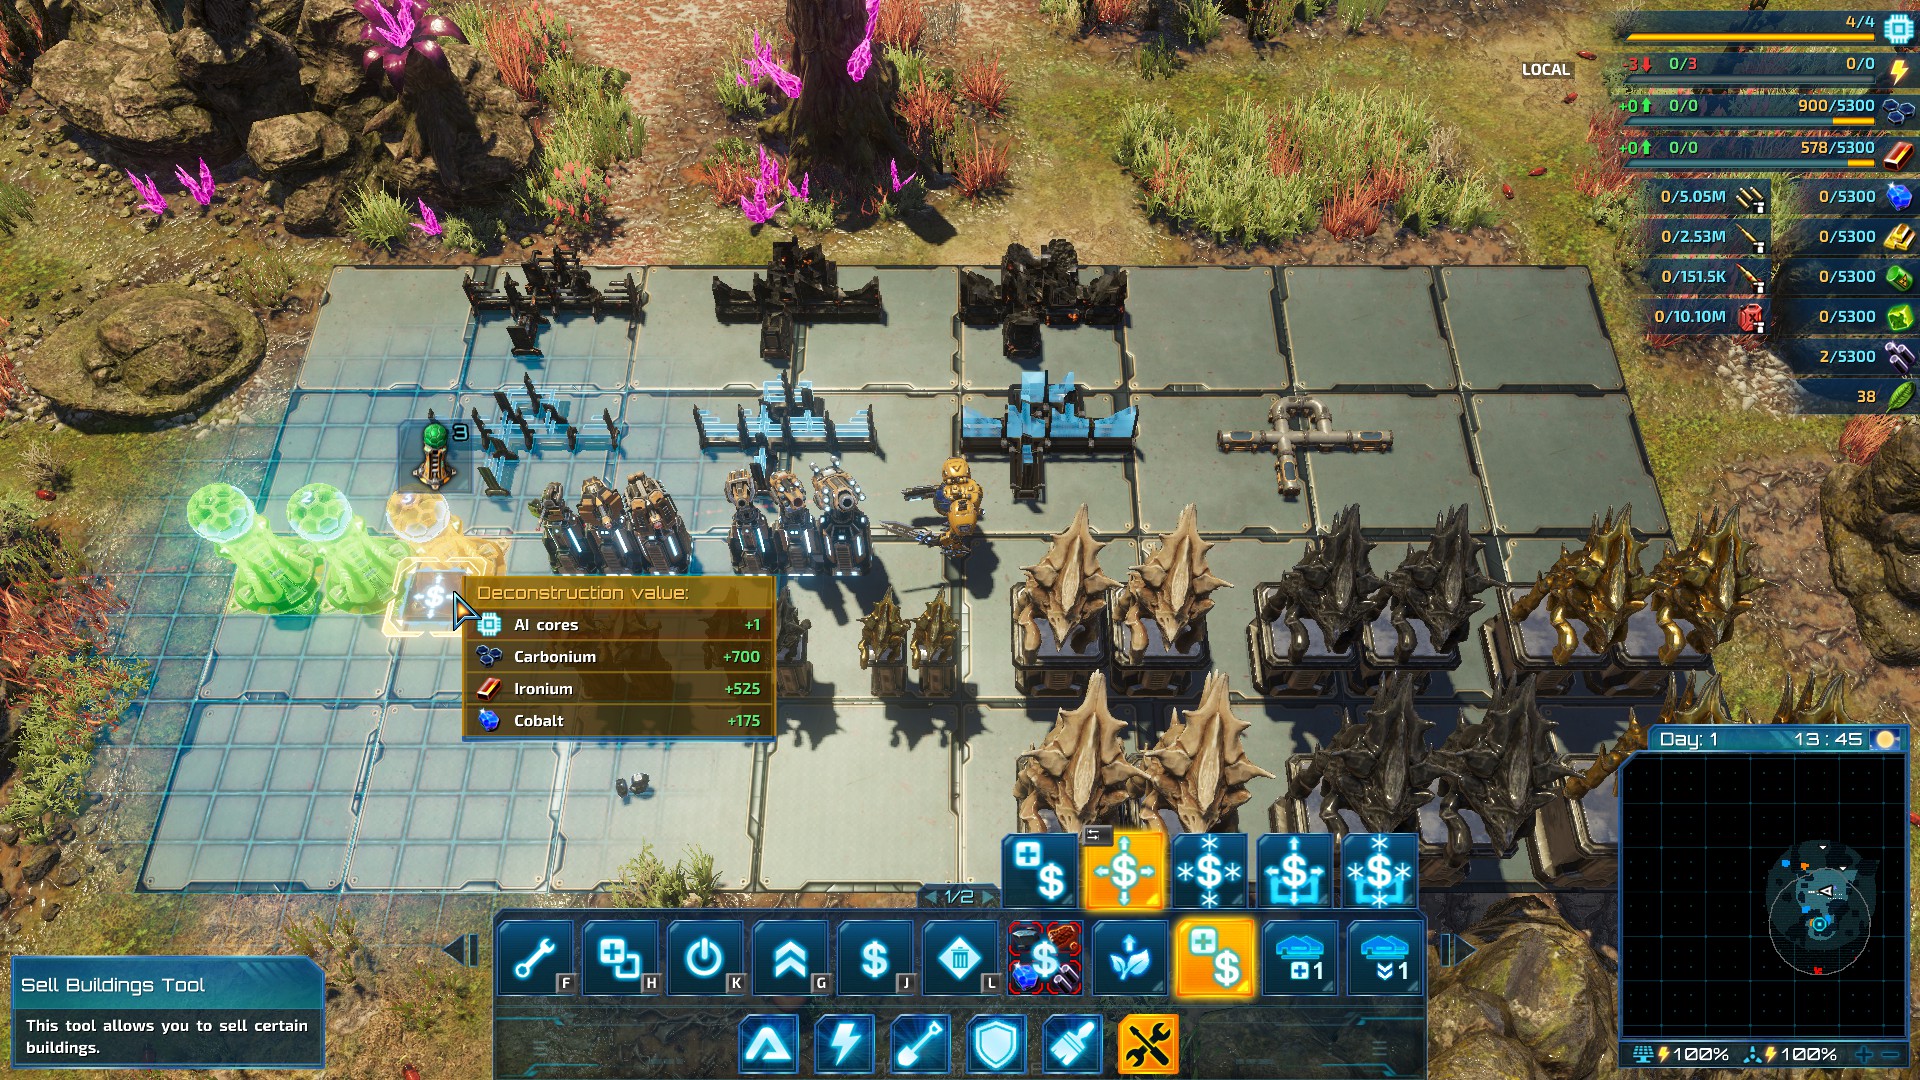 4/4
LOCAL
-3 0/3 0/0
+0 0/0 900/5300
+0 0/0 578/5300
0/5.05M 0/5300
0/2.53M 0/5300
0/151.5K 0/5300
0/10.10M 0/5300
2/5300
38
3
2
3
$
Deconstruction value:
AI cores +1
Carbonium +700
Ironium +525
Cobalt +175
Day: 1 13:45
$ $ $ $ $
1/2
F H K G $ J L $ $ 1 1
Sell Buildings Tool
This tool allows you to sell certain
buildings.
100% 100%